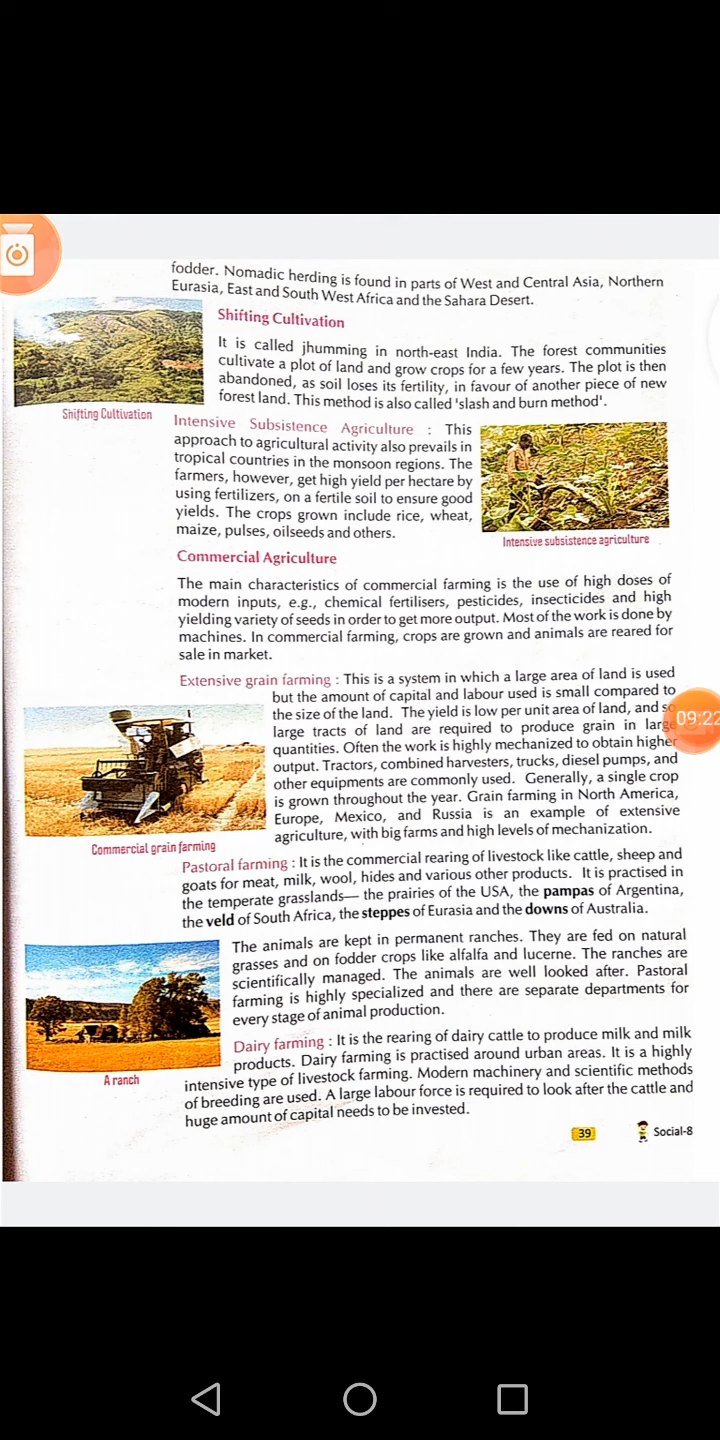 fodder. Nomadic herding is found in parts of West and Central Asia, Northern
Eurasia, East and South West Africa and the Sahara Desert.
Shifting Cultivation
It is called jhumming in north-east India. The forest communities
cultivate a plot of land and grow crops for a few years. The plot is then
abandoned, as soil loses its fertility, in favour of another piece of new
forest land. This method is also called 'slash and burn method'.
Shifting Cultivation
Intensive Subsistence Agriculture : This
approach to agricultural activity also prevails in
tropical countries in the monsoon regions. The
farmers, however, get high yield per hectare by
using fertilizers, on a fertile soil to ensure good
yields. The crops grown include rice, wheat,
maize, pulses, oilseeds and others.
Intensive subsistence agriculture
Commercial Agriculture
The main characteristics of commercial farming is the use of high doses of
modern inputs, e.g., chemical fertilisers, pesticides, insecticides and high
yielding variety of seeds in order to get more output. Most of the work is done by
machines. In commercial farming, crops are grown and animals are reared for
sale in market.
Extensive grain farming : This is a system in which a large area of land is used
but the amount of capital and labour used is small compared to
the size of the land. The yield is low per unit area of land, and so
large tracts of land are required to produce grain in large
quantities. Often the work is highly mechanized to obtain higher
output. Tractors, combined harvesters, trucks, diesel pumps, and
other equipments are commonly used. Generally, a single crop
is grown throughout the year. Grain farming in North America,
Europe, Mexico, and Russia is an example of extensive
agriculture, with big farms and high levels of mechanization.
09:22
Commercial grain farming
Pastoral farming : It is the commercial rearing of livestock like cattle, sheep and
goats for meat, milk, wool, hides and various other products. It is practised in
the temperate grasslands— the prairies of the USA, the pampas of Argentina,
the veld of South Africa, the steppes of Eurasia and the downs of Australia.
The animals are kept in permanent ranches. They are fed on natural
grasses and on fodder crops like alfalfa and lucerne. The ranches are
scientifically managed. The animals are well looked after. Pastoral
farming is highly specialized and there are separate departments for
every stage of animal production.
A ranch
Dairy farming : It is the rearing of dairy cattle to produce milk and milk
products. Dairy farming is practised around urban areas. It is a highly
intensive type of livestock farming. Modern machinery and scientific methods
of breeding are used. A large labour force is required to look after the cattle and
huge amount of capital needs to be invested.
39 Social-8